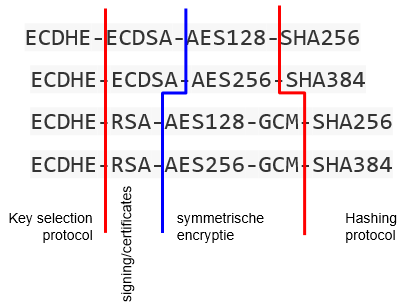 ECDHE-ECDSA-AES128-SHA256
ECDHE-ECDSA-AES256-SHA384
ECDHE-RSA-AES128-GCM-SHA256
ECDHE-RSA-AES256-GCM-SHA384
Key selection
protocol
signing/certificates
symmetrische
encryptie
Hashing
protocol